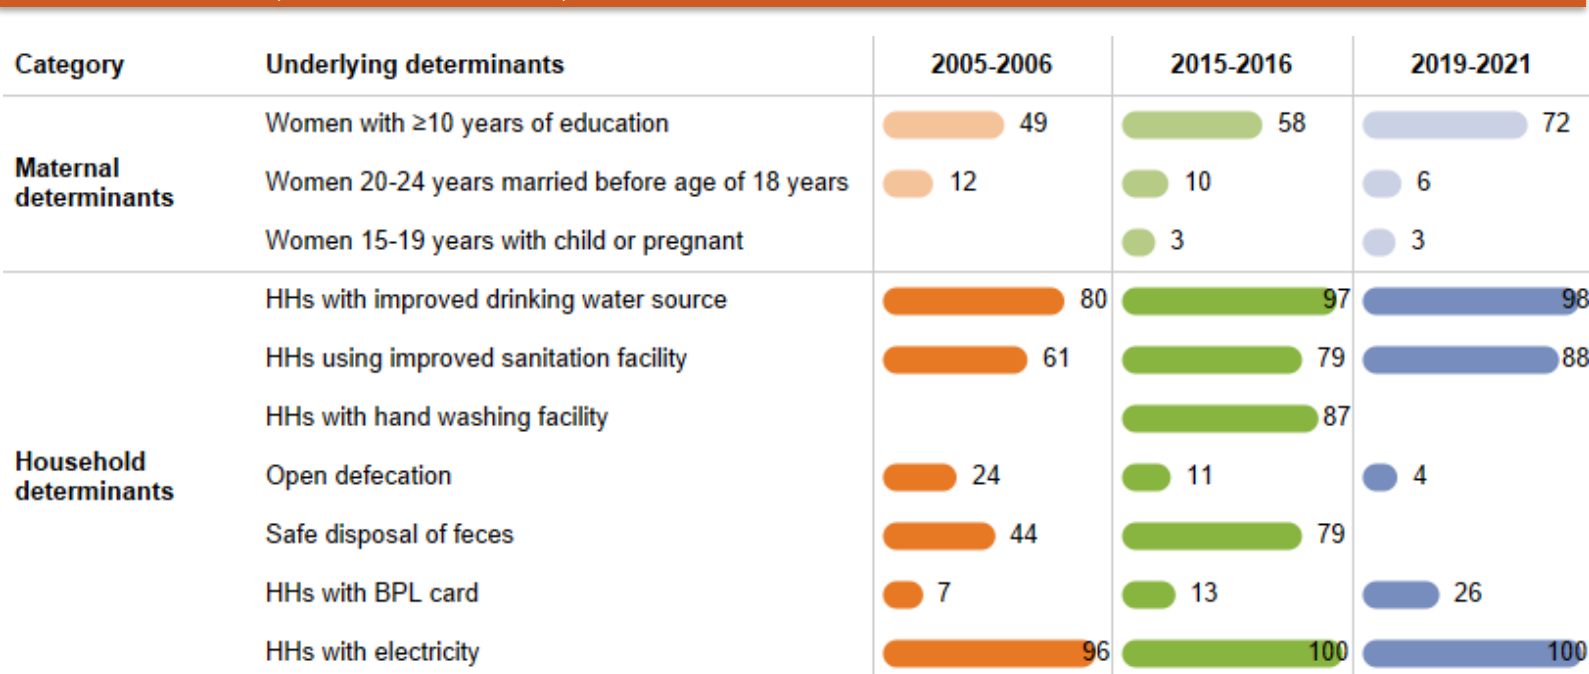 Category Underlying determinants 2005-2006 2015-2016 2019-2021
Women with ≥10 years of education 49 58 72
Maternal determinants
Women 20-24 years married before age of 18 years 12 10 6
Women 15-19 years with child or pregnant 3 3
HHs with improved drinking water source 80 97 98
HHs using improved sanitation facility 61 79 88
HHs with hand washing facility 87
Household determinants
Open defecation 24 11 4
Safe disposal of feces 44 79
HHs with BPL card 7 13 26
HHs with electricity 96 100 100